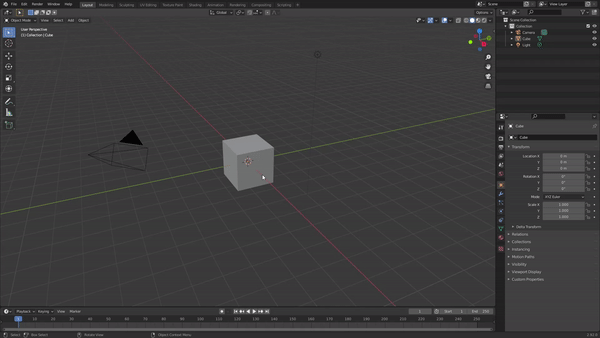 File Edit Render Window Help Layout Modeling Sculpting UV Editing Texture Paint Shading Animation Rendering Compositing Scripting Scene View Layer
Global Options
Object Mode View Select Add Object
User Perspective
(1) Collection | Cube
Scene Collection
Collection
Camera
Cube
Light
Cube
Cube
Transform
Location X 0 m
Y 0 m
Z 0 m
Rotation X 0°
Y 0°
Z 0°
Mode XYZ Euler
Scale X 1.000
Y 1.000
Z 1.000
Delta Transform
Relations
Collections
Instancing
Motion Paths
Visibility
Viewport Display
Custom Properties
Playback Keying View Marker 1 Start 1 End 250
1 10 20 30 40 50 60 70 80 90 100 110 120 130 140 150 160 170 180 190 200 210 220 230 240 250
Select Box Select Rotate View Object Context Menu